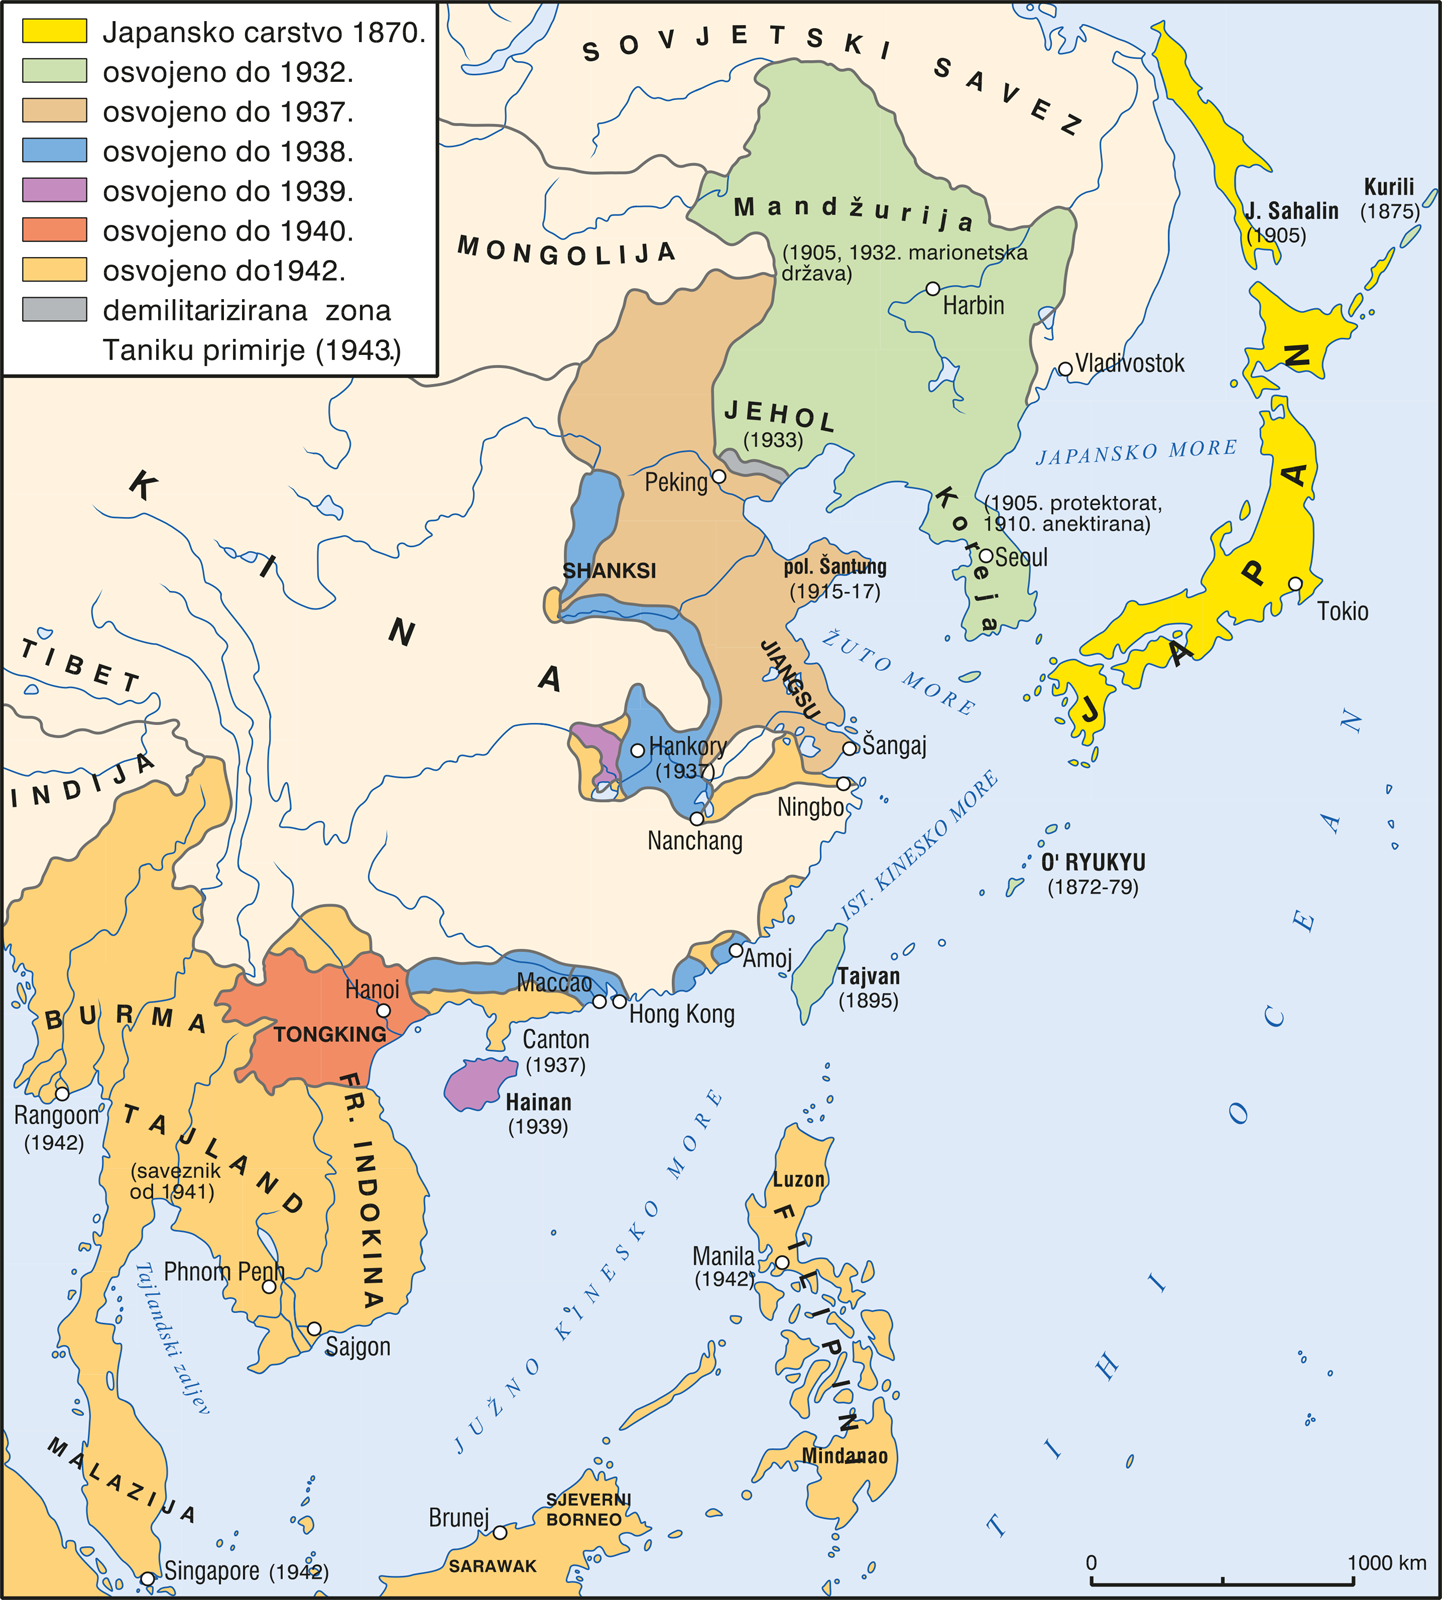 Japansko carstvo 1870.
osvojeno do 1932.
osvojeno do 1937.
osvojeno do 1938.
osvojeno do 1939.
osvojeno do 1940.
osvojeno do1942.
demilitarizirana zona
Taniku primirje (1943.)
SOVJETSKI SAVEZ
MONGOLIJA
Mandžurija
(1905, 1932. marionetska
država)
Harbin
Vladivostok
J. Sahalin
(1905)
Kurili
(1875)
JEHOL
(1933)
Peking
JAPANSKO MORE
Koreja
(1905. protektorat,
1910. anektirana)
Seoul
JAPAN
Tokio
KINA
SHANKSI
pol. Šantung
(1915-17)
JIANGSU
ŽUTO MORE
TIBET
INDIJA
Hankory
(1937)
Šangaj
Ningbo
Nanchang
IST. KINESKO MORE
O' RYUKYU
(1872-79)
Tajvan
(1895)
Amoj
Maccao
Hong Kong
Canton
(1937)
Hanoi
TONGKING
Hainan
(1939)
BURMA
Rangoon
(1942)
TAJLAND
(saveznik
od 1941)
FR. INDOKINA
Phnom Penh
Sajgon
Tajlandski zaljev
JUŽNO KINESKO MORE
Luzon
FILIPINI
Manila
(1942)
Mindanao
MALAZIJA
Singapore (1942)
Brunej
SJEVERNI
BORNEO
SARAWAK
TIHI OCEAN
0 1000 km